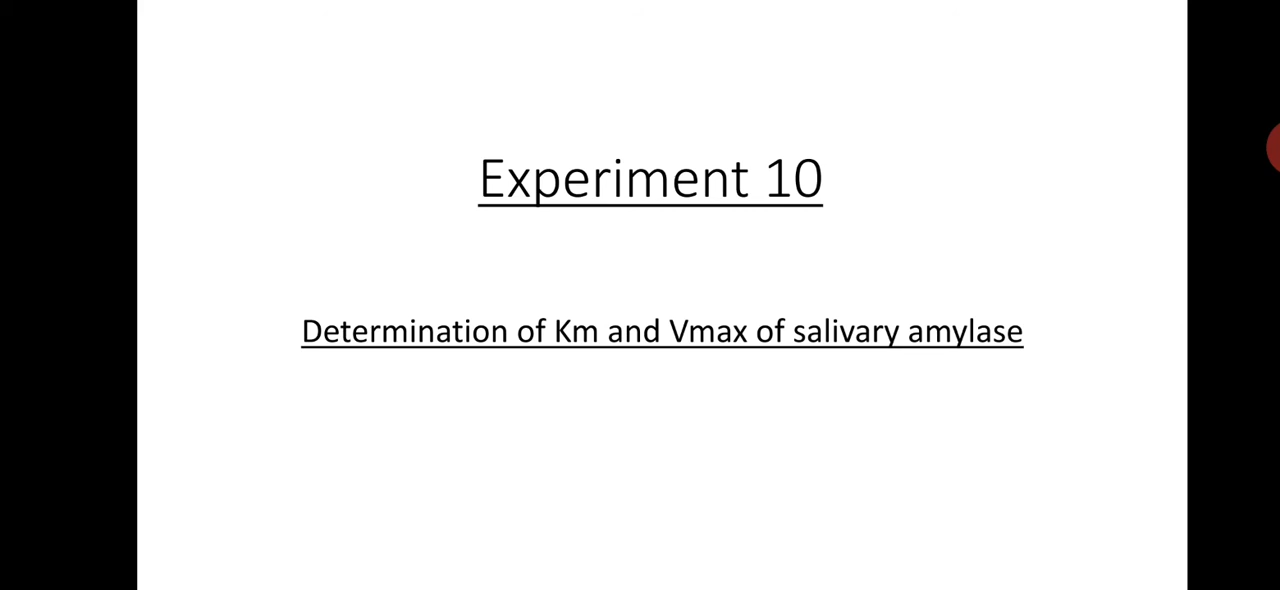 Experiment 10
Determination of Km and Vmax of salivary amylase